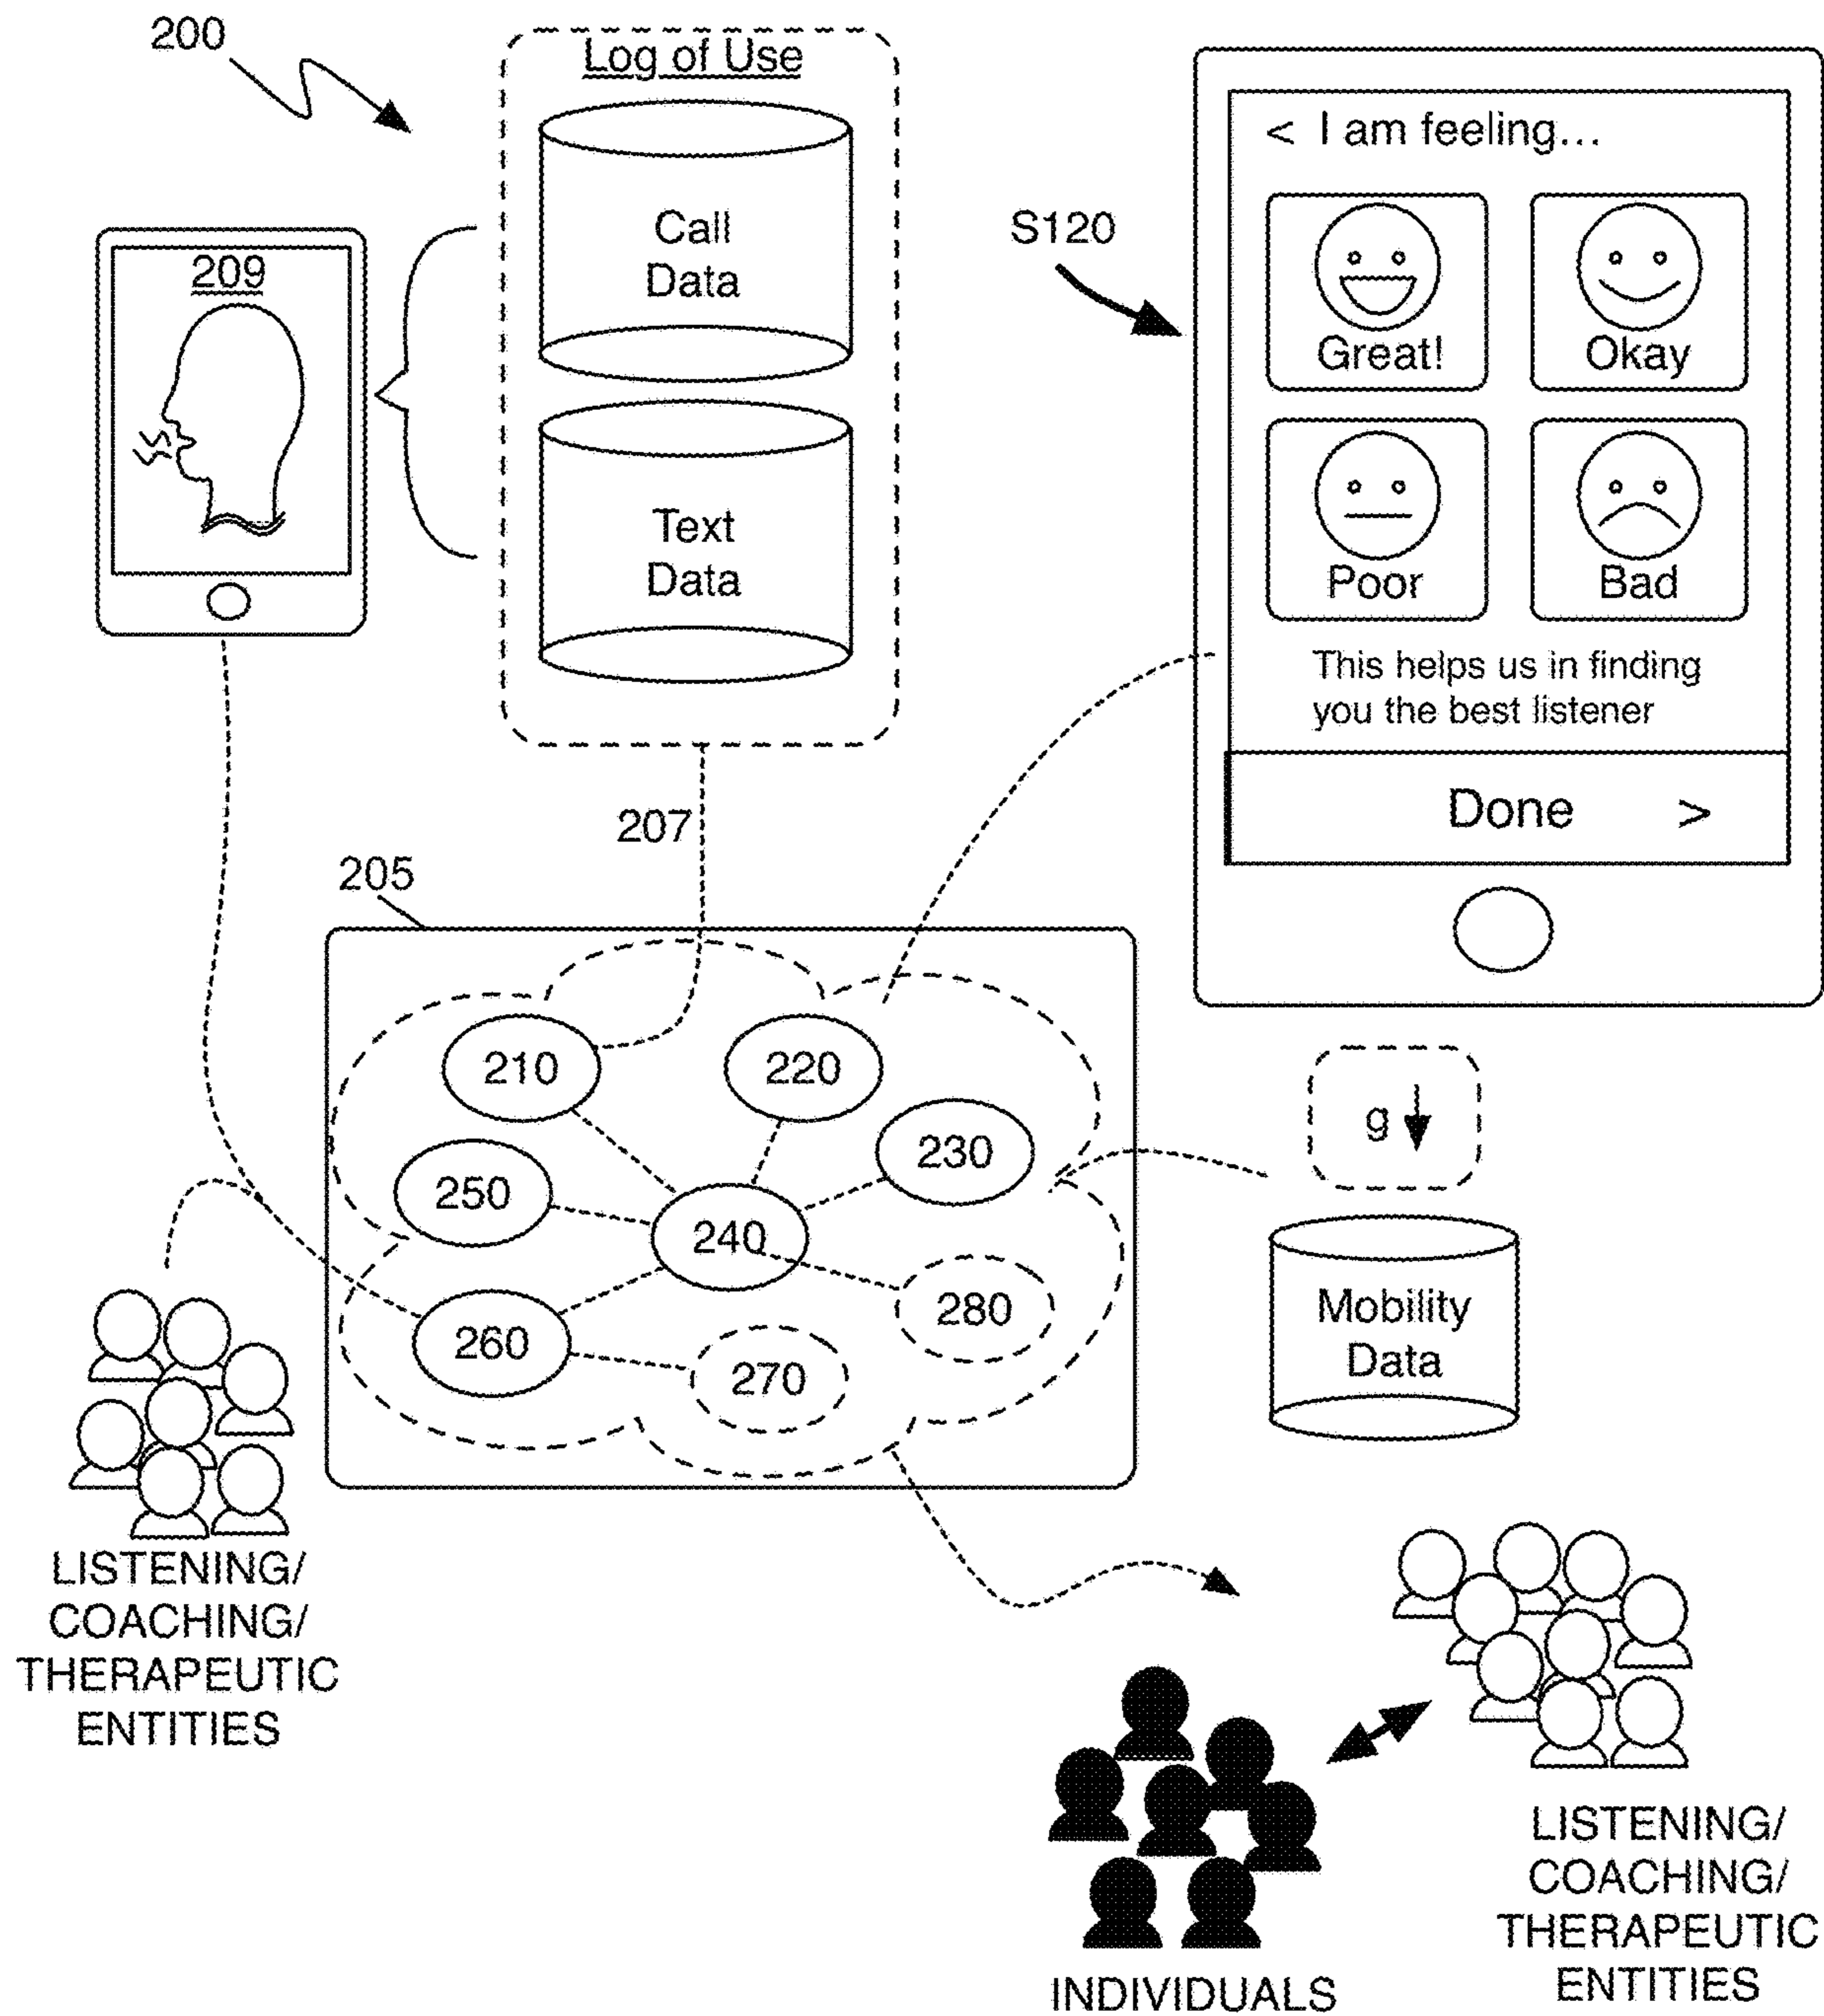 200
Log of Use
Call
Data
Text
Data
209
S120
< I am feeling...
Great!
Okay
Poor
Bad
This helps us in finding
you the best listener
Done >
207
205
210
220
230
250
240
280
260
270
g
Mobility
Data
LISTENING/
COACHING/
THERAPEUTIC
ENTITIES
INDIVIDUALS
LISTENING/
COACHING/
THERAPEUTIC
ENTITIES